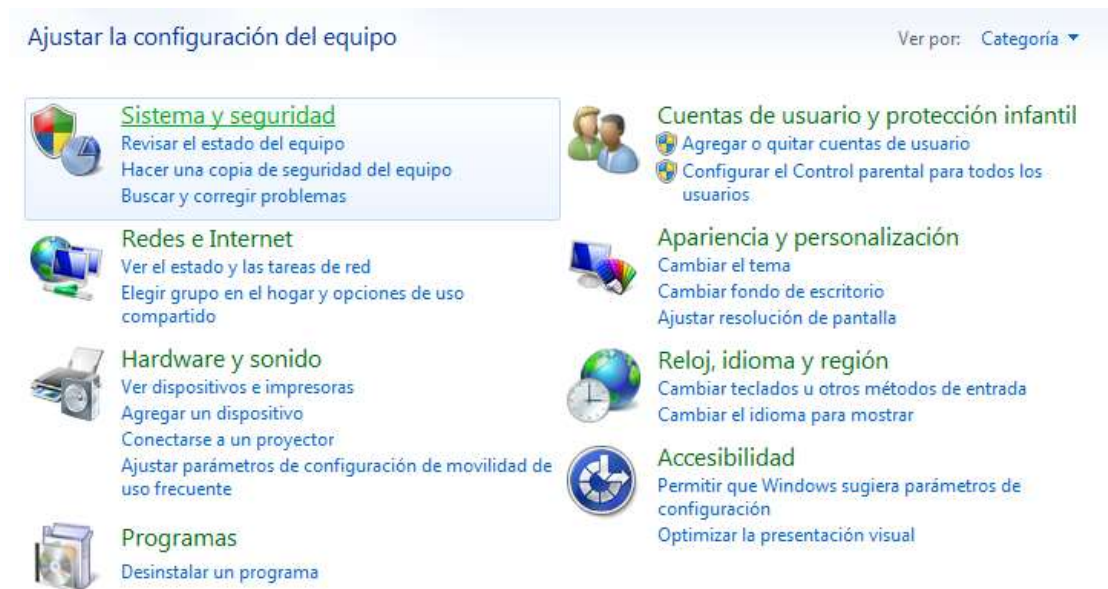 Ajustar la configuración del equipo
Ver por: Categoría
Sistema y seguridad
Revisar el estado del equipo
Hacer una copia de seguridad del equipo
Buscar y corregir problemas
Redes e Internet
Ver el estado y las tareas de red
Elegir grupo en el hogar y opciones de uso
compartido
Hardware y sonido
Ver dispositivos e impresoras
Agregar un dispositivo
Conectarse a un proyector
Ajustar parámetros de configuración de movilidad de
uso frecuente
Programas
Desinstalar un programa
Cuentas de usuario y protección infantil
Agregar o quitar cuentas de usuario
Configurar el Control parental para todos los
usuarios
Apariencia y personalización
Cambiar el tema
Cambiar fondo de escritorio
Ajustar resolución de pantalla
Reloj, idioma y región
Cambiar teclados u otros métodos de entrada
Cambiar el idioma para mostrar
Accesibilidad
Permitir que Windows sugiera parámetros de
configuración
Optimizar la presentación visual